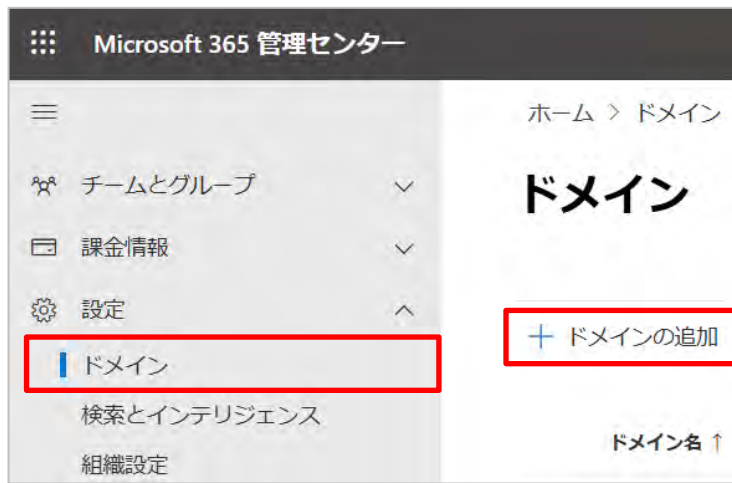 Microsoft 365 管理センター
ホーム > ドメイン
チームとグループ
ドメイン
課金情報
設定
ドメインの追加
ドメイン
検索とインテリジェンス
ドメイン名 ↑
組織設定